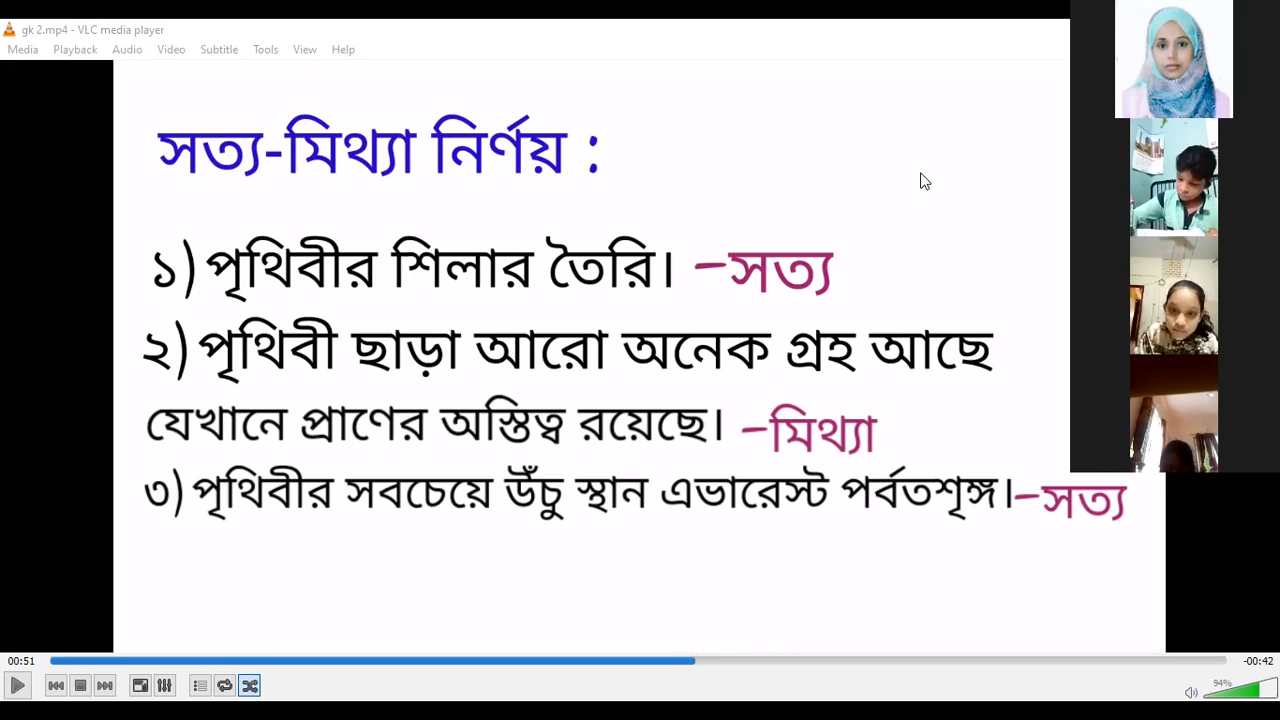 gk 2.mp4 - VLC media player
Media Playback Audio Video Subtitle Tools View Help
সত্য-মিথ্যা নির্ণয় :
১) পৃথিবীর শিলার তৈরি। -সত্য
২) পৃথিবী ছাড়া আরো অনেক গ্রহ আছে
যেখানে প্রাণের অস্তিত্ব রয়েছে। -মিথ্যা
৩) পৃথিবীর সবচেয়ে উঁচু স্থান এভারেস্ট পর্বতশৃঙ্গ। -সত্য
00:51 -00:42
94%